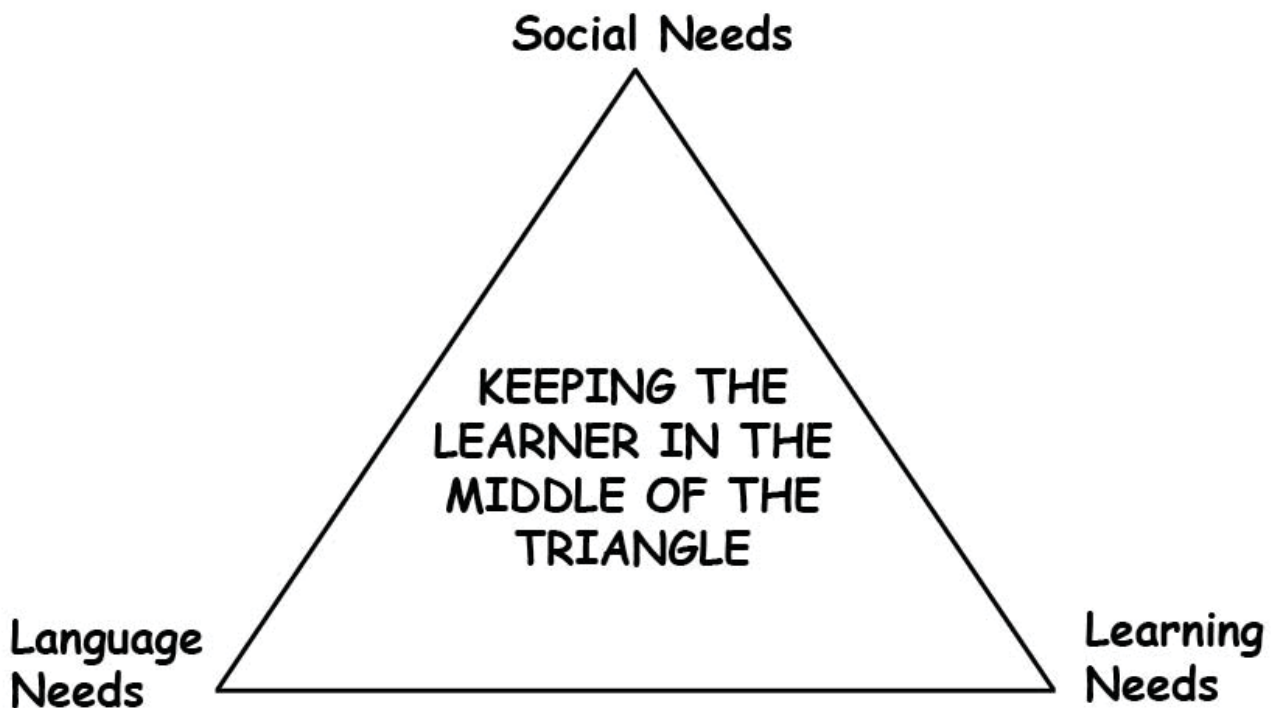 Social Needs
KEEPING THE
LEARNER IN THE
MIDDLE OF THE
TRIANGLE
Language
Needs
Learning
Needs